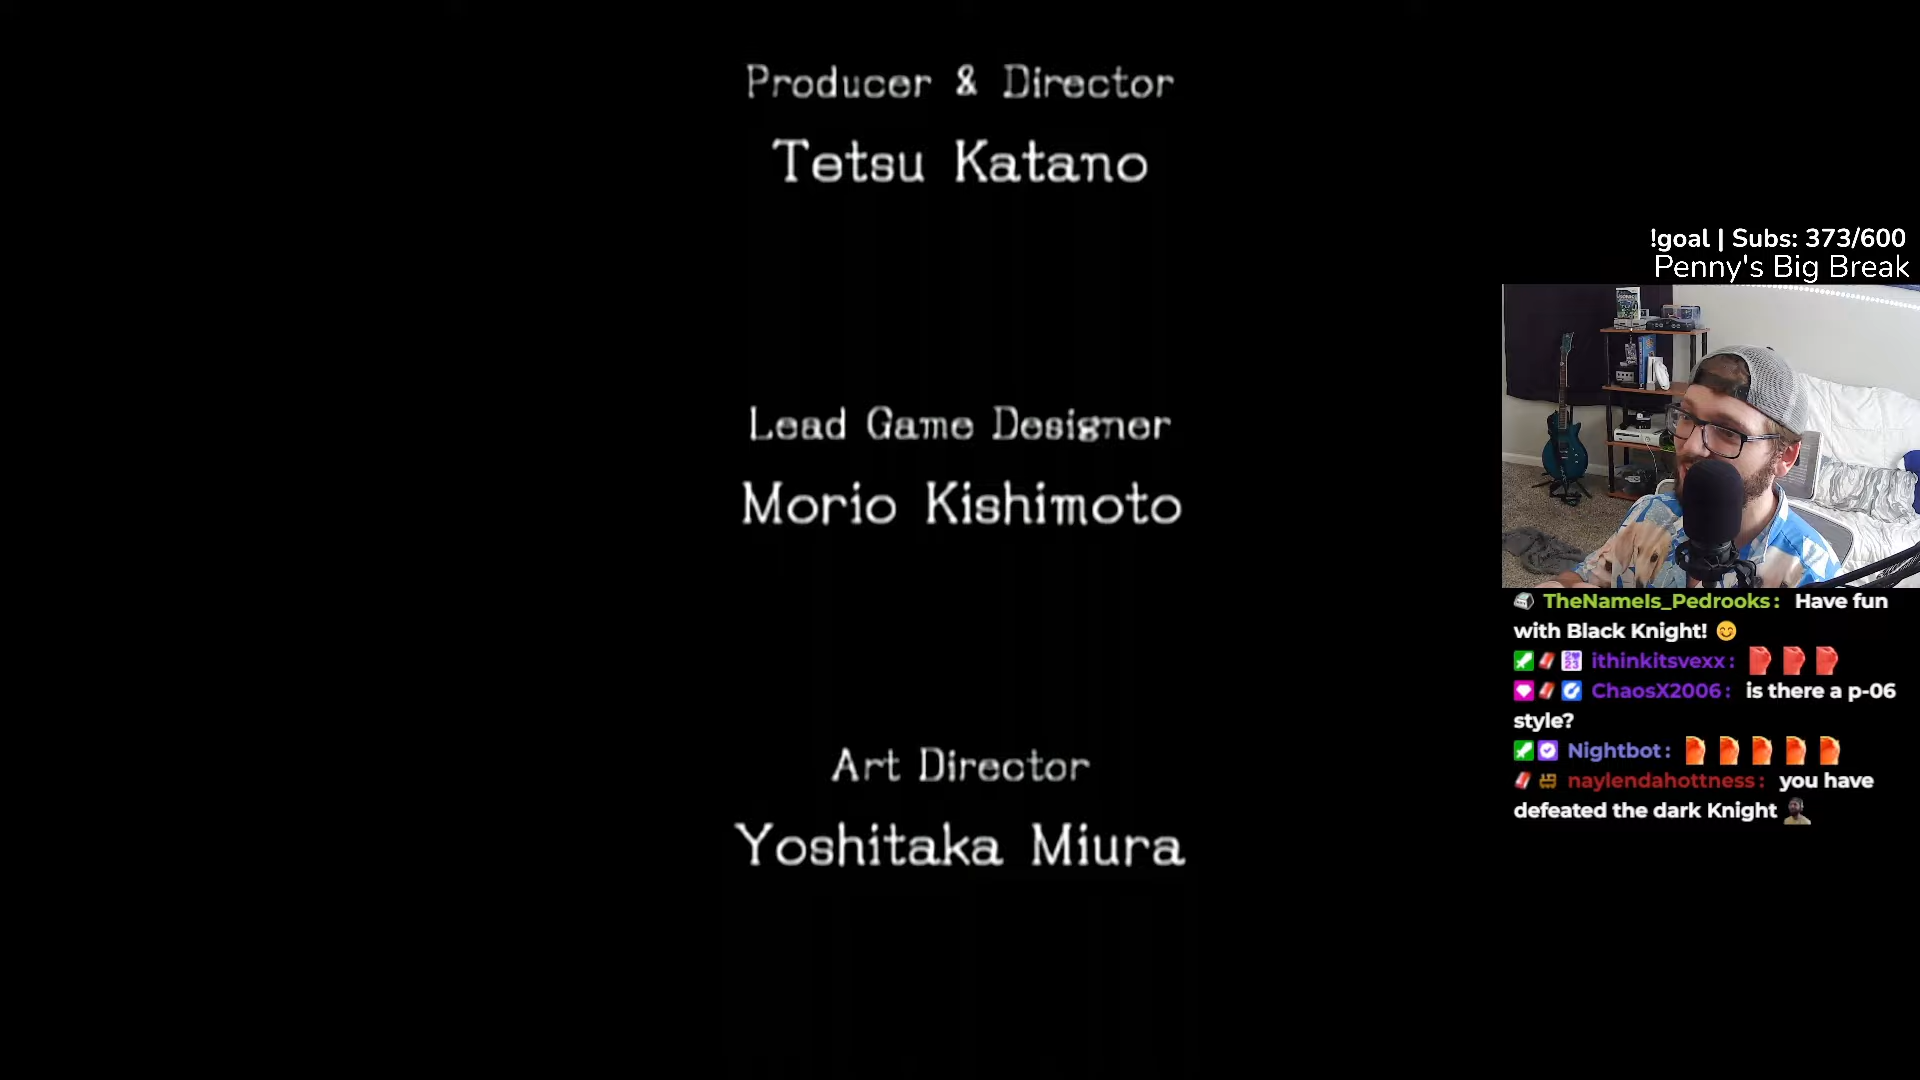 Producer & Director
Tetsu Katano
Lead Game Designer
Morio Kishimoto
Art Director
Yoshitaka Miura
!goal | Subs: 373/600
Penny's Big Break
TheNameIs_Pedrooks: Have fun
with Black Knight!
ithinkitsvexx:
ChaosX2006: is there a p-06
style?
Nightbot:
naylendahottness: you have
defeated the dark Knight